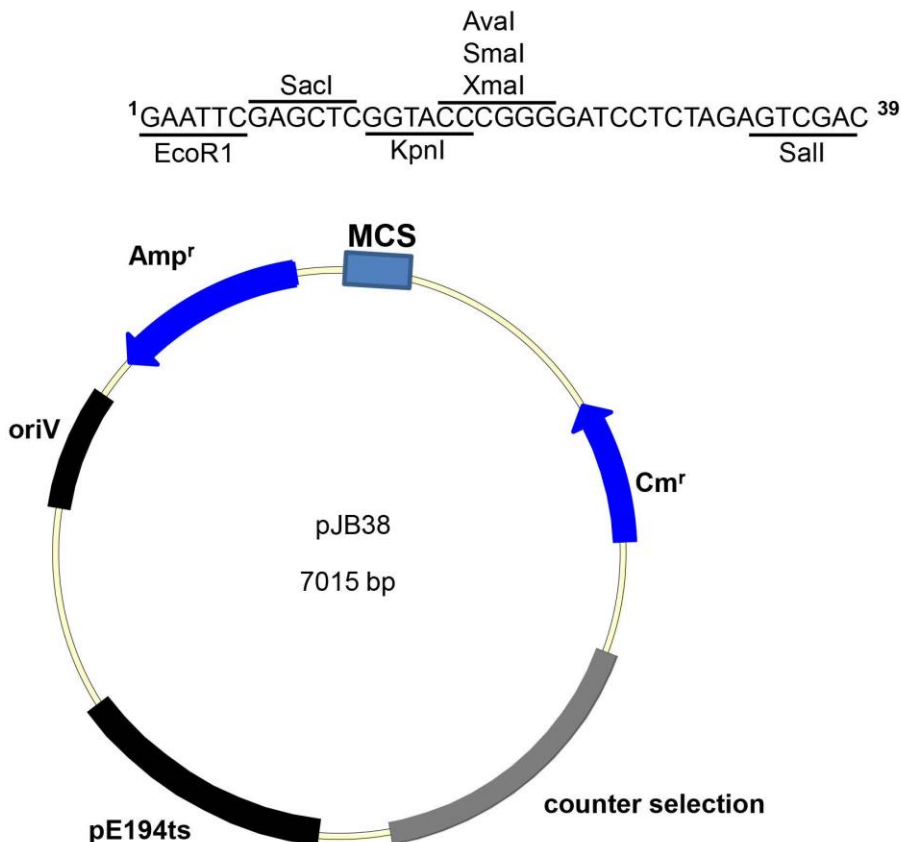 AvaI
SmaI
SacI XmaI
¹GAATTCGAGCTCGGTACCCGGGGATCCTCTAGAGTCGAC ³⁹
EcoR1 KpnI SalI
MCS
Ampʳ
oriV
Cmʳ
pJB38
7015 bp
counter selection
pE194ts